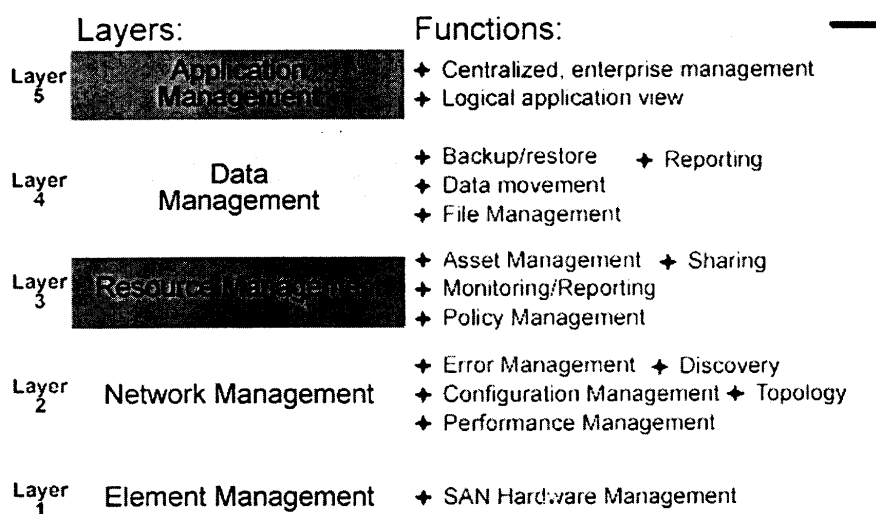 Layers: Functions:
Layer 5 Application Management
✦ Centralized, enterprise management
✦ Logical application view
Layer 4 Data Management
✦ Backup/restore ✦ Reporting
✦ Data movement
✦ File Management
Layer 3 Resource Management
✦ Asset Management ✦ Sharing
✦ Monitoring/Reporting
✦ Policy Management
Layer 2 Network Management
✦ Error Management ✦ Discovery
✦ Configuration Management ✦ Topology
✦ Performance Management
Layer 1 Element Management
✦ SAN Hardware Management